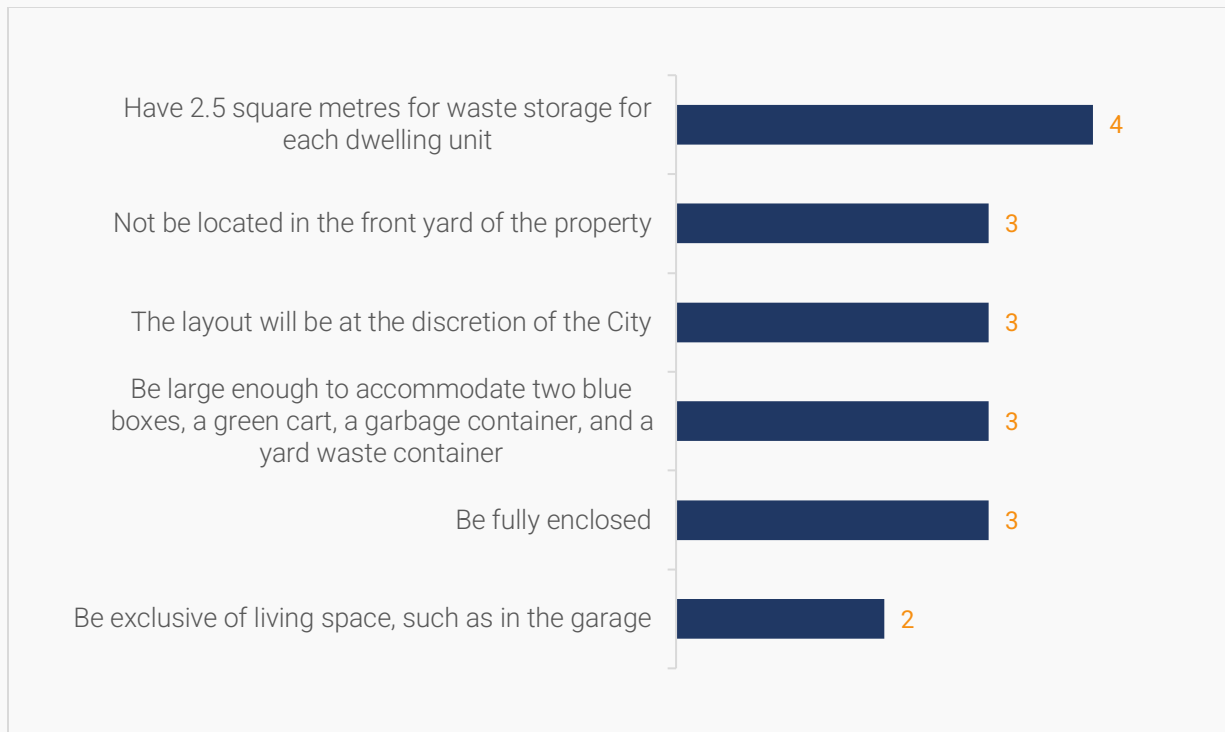 Have 2.5 square metres for waste storage for
each dwelling unit
4
Not be located in the front yard of the property
3
The layout will be at the discretion of the City
3
Be large enough to accommodate two blue
boxes, a green cart, a garbage container, and a
yard waste container
3
Be fully enclosed
3
Be exclusive of living space, such as in the garage
2